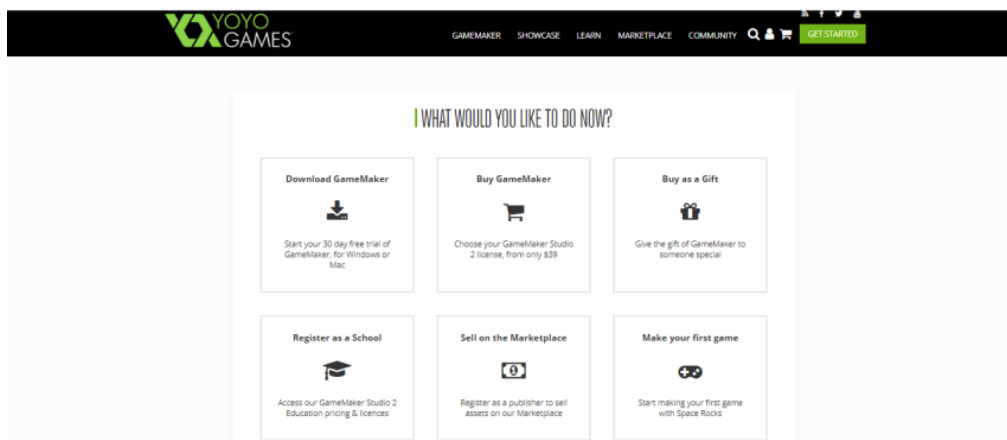 YOYO
GAMES
GAMEMAKER SHOWCASE LEARN MARKETPLACE COMMUNITY GET STARTED
WHAT WOULD YOU LIKE TO DO NOW?
Download GameMaker
Start your 30 day free trial of
GameMaker, for Windows or
Mac
Buy GameMaker
Choose your GameMaker Studio
2 license, from only $39
Buy as a Gift
Give the gift of GameMaker to
someone special
Register as a School
Access our GameMaker Studio 2
Education pricing & licences
Sell on the Marketplace
Register as a publisher to sell
assets on our Marketplace
Make your first game
Start making your first game
with Space Rocks